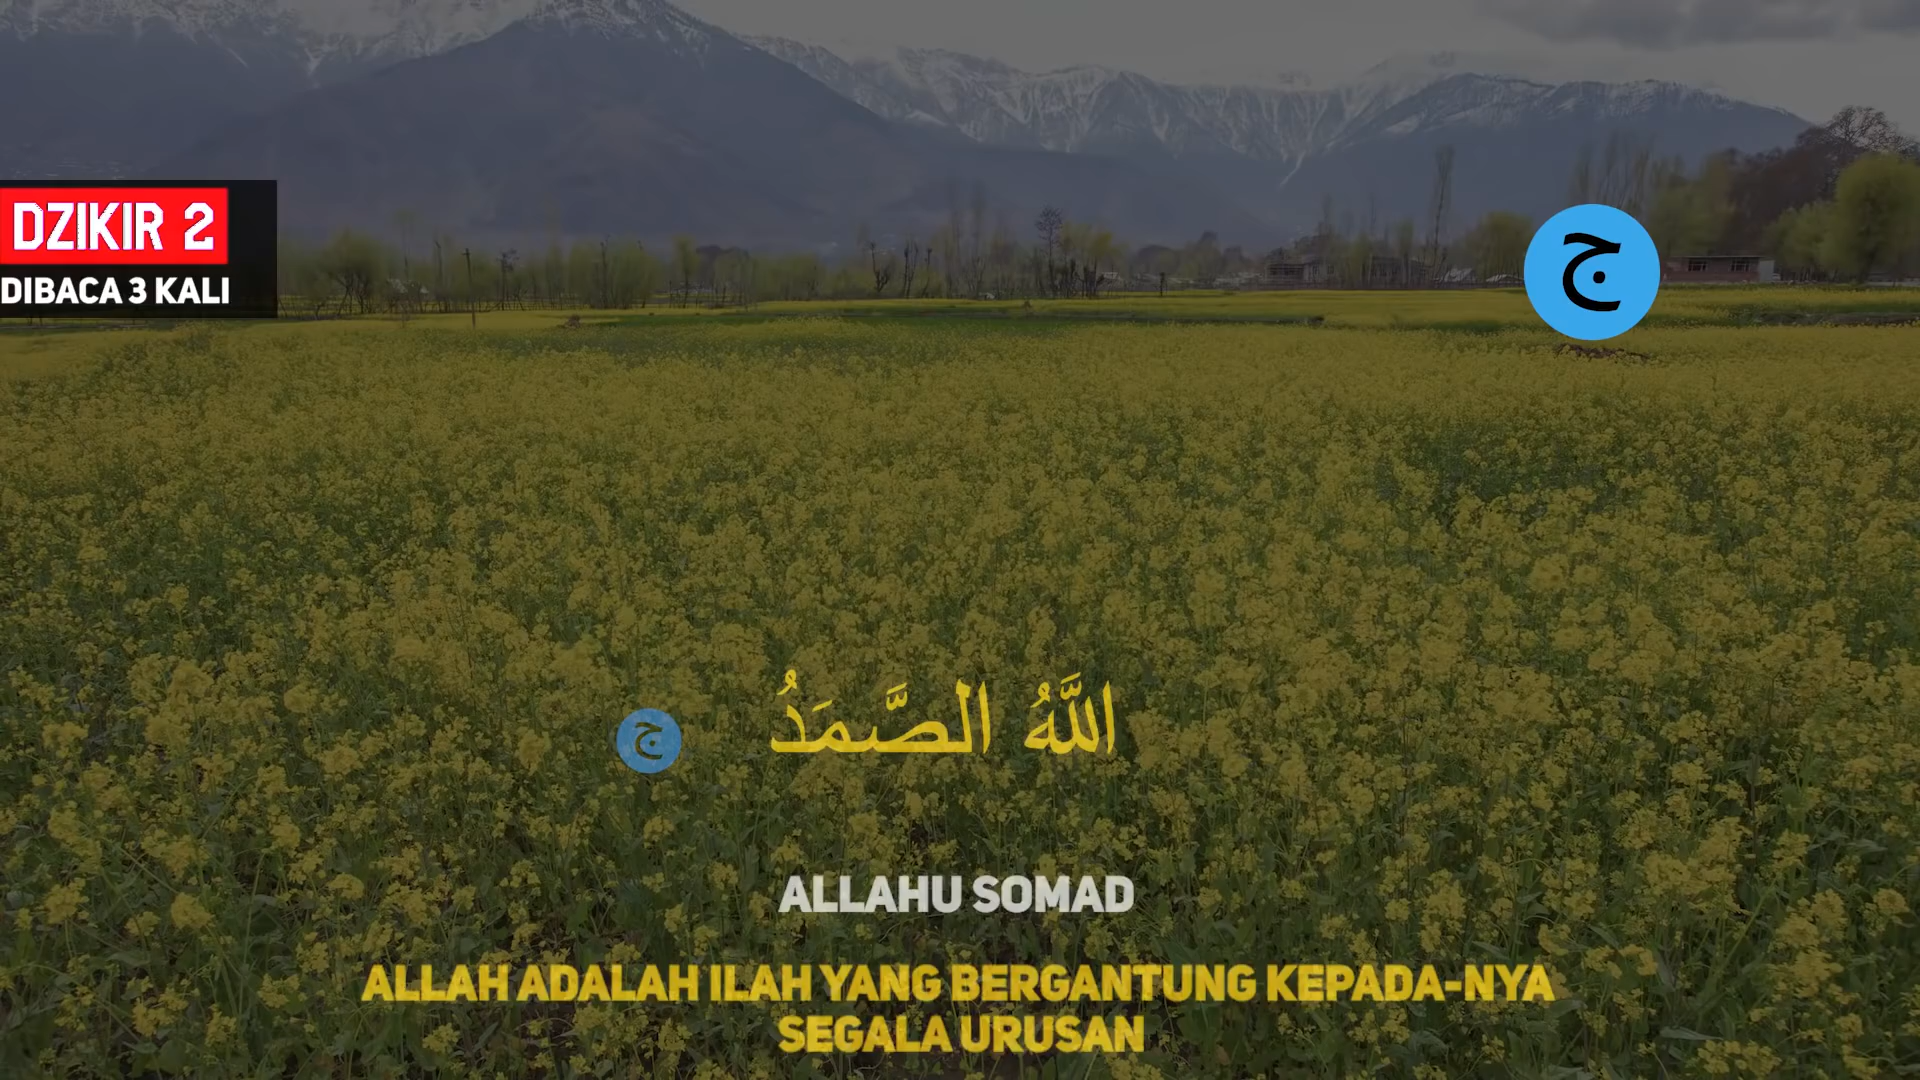 DZIKIR 2
DIBACA 3 KALI
ج
اللَّهُ الصَّمَدُ
ج
ALLAHU SOMAD
ALLAH ADALAH ILAH YANG BERGANTUNG KEPADA-NYA
SEGALA URUSAN